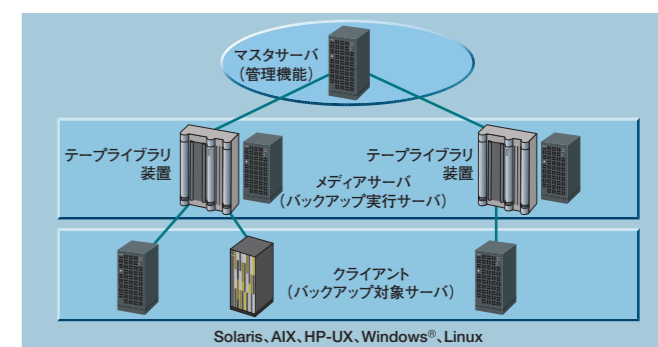 マスタサーバ
（管理機能）
テープライブラリ
装置
テープライブラリ
装置
メディアサーバ
（バックアップ実行サーバ）
クライアント
（バックアップ対象サーバ）
Solaris、AIX、HP-UX、Windows®、Linux